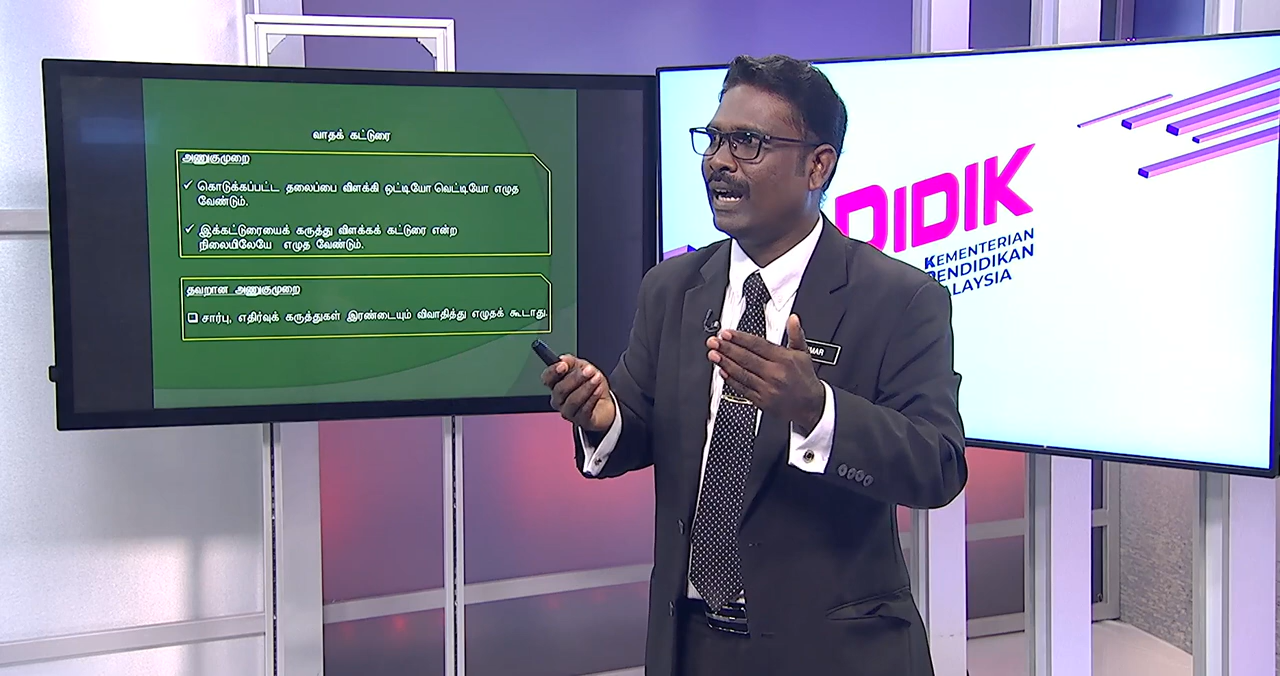 வாதக் கட்டுரை
அணுகுமுறை
✓ கொடுக்கப்பட்ட தலைப்பை விளக்கி ஒட்டியோ வெட்டியோ எழுத
வேண்டும்.
✓ இக்கட்டுரையைக் கருத்து விளக்கக் கட்டுரை என்ற
நிலையிலேயே எழுத வேண்டும்.
தவறான அணுகுமுறை
❑ சார்பு, எதிர்வுக் கருத்துகள் இரண்டையும் விவாதித்து எழுதக் கூடாது.
DIDIK
KEMENTERIAN
PENDIDIKAN
MALAYSIA